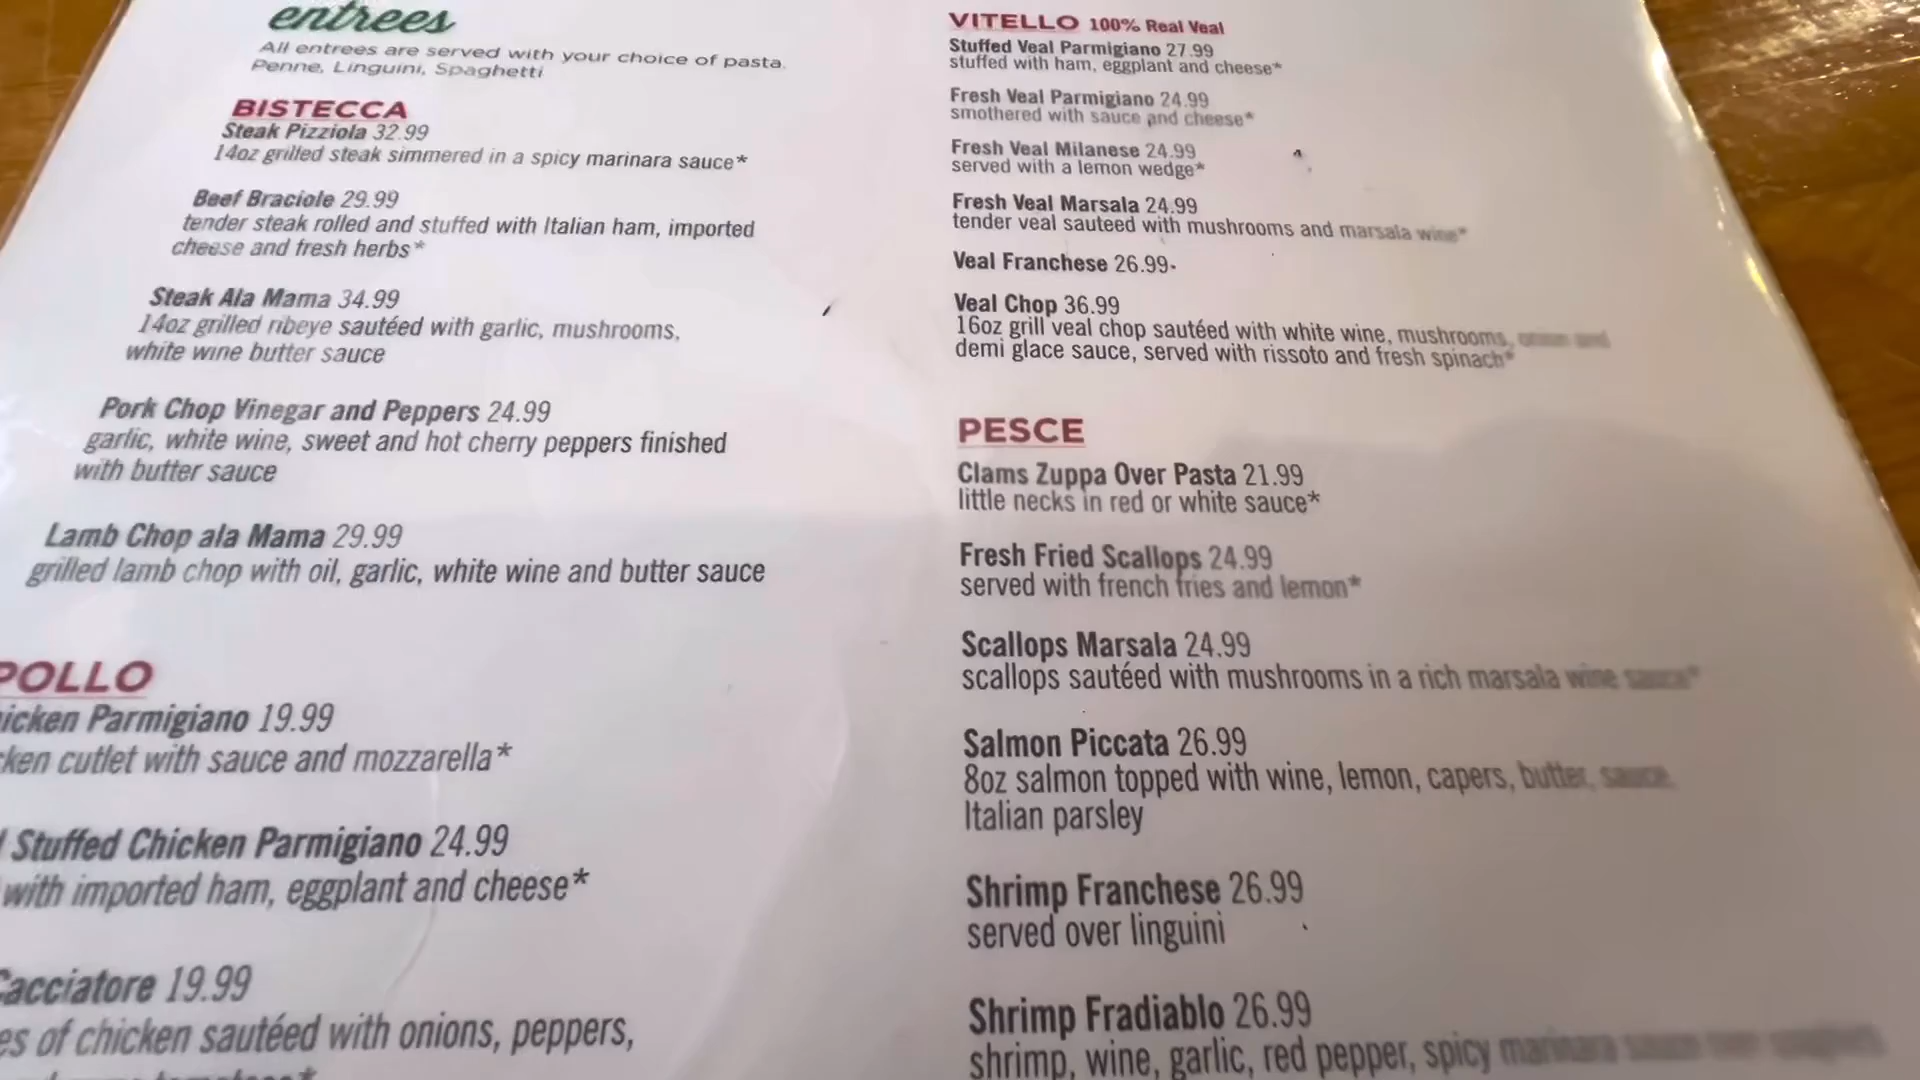 entrees
All entrees are served with your choice of pasta.
Penne, Linguini, Spaghetti
BISTECCA
Steak Pizziola 32.99
14oz grilled steak simmered in a spicy marinara sauce*
Beef Braciole 29.99
tender steak rolled and stuffed with Italian ham, imported
cheese and fresh herbs*
Steak Ala Mama 34.99
14oz grilled ribeye sautéed with garlic, mushrooms,
white wine butter sauce
Pork Chop Vinegar and Peppers 24.99
garlic, white wine, sweet and hot cherry peppers finished
with butter sauce
Lamb Chop ala Mama 29.99
grilled lamb chop with oil, garlic, white wine and butter sauce
POLLO
Parmigiano 19.99
cutlet with sauce and mozzarella*
Stuffed Chicken Parmigiano 24.99
with imported ham, eggplant and cheese*
Cacciatore 19.99
of chicken sautéed with onions, peppers,
VITELLO 100% Real Veal
Stuffed Veal Parmigiano 27.99
stuffed with ham, eggplant and cheese*
Fresh Veal Parmigiano 24.99
smothered with sauce and cheese*
Fresh Veal Milanese 24.99
served with a lemon wedge*
Fresh Veal Marsala 24.99
tender veal sauteed with mushrooms and marsala wine*
Veal Franchese 26.99
Veal Chop 36.99
16oz grill veal chop sautéed with white wine, mushrooms, onion and
demi glace sauce, served with rissoto and fresh spinach*
PESCE
Clams Zuppa Over Pasta 21.99
little necks in red or white sauce*
Fresh Fried Scallops 24.99
served with french fries and lemon*
Scallops Marsala 24.99
scallops sautéed with mushrooms in a rich marsala wine sauce*
Salmon Piccata 26.99
8oz salmon topped with wine, lemon, capers, butter, sauce,
Italian parsley
Shrimp Franchese 26.99
served over linguini
Shrimp Fradiablo 26.99
shrimp, wine, garlic, red pepper, spicy marinara sauce over